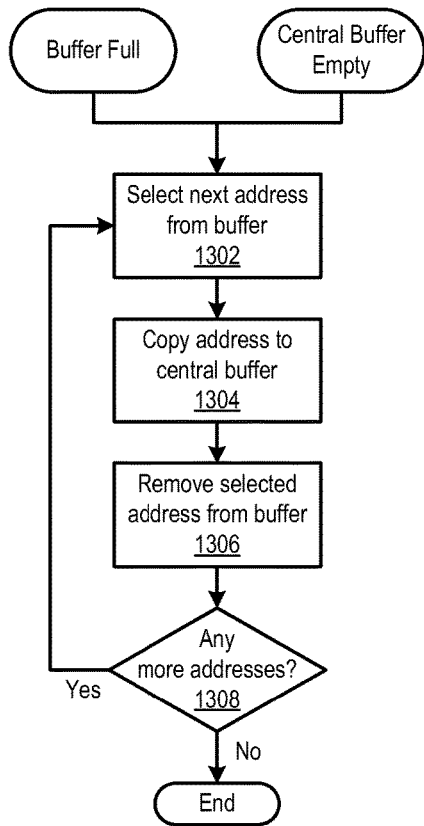 Buffer Full
Central Buffer
Empty
Select next address
from buffer
1302
Copy address to
central buffer
1304
Remove selected
address from buffer
1306
Any
more addresses?
1308
Yes
No
End